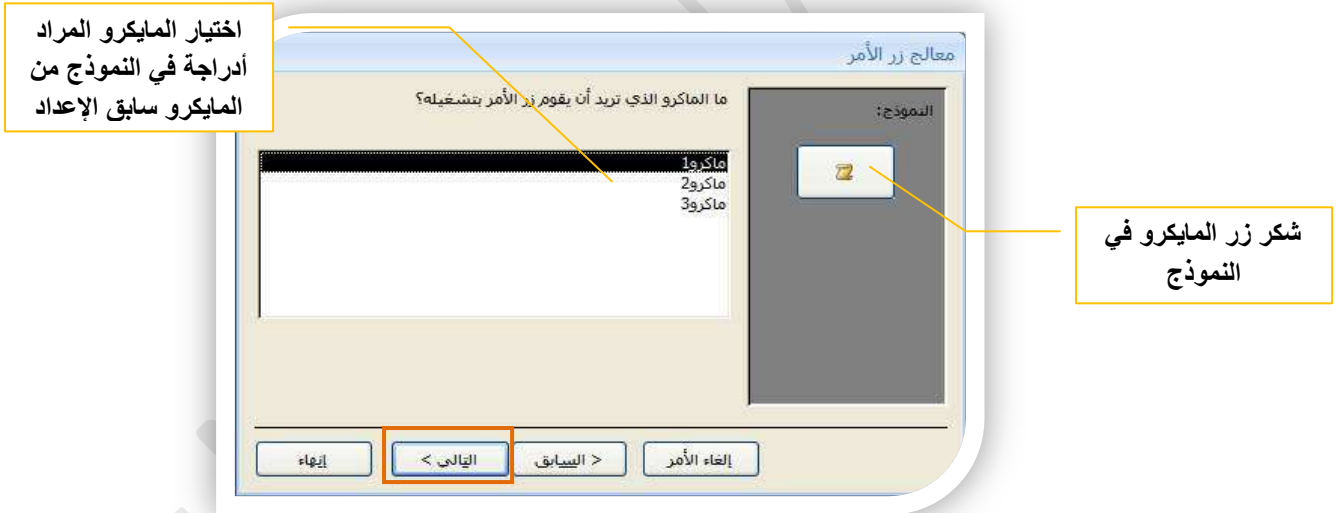 اختيار المايكرو المراد
أدراجة في النموذج من
المايكرو سابق الإعداد
معالج زر الأمر
ما الماكرو الذي تريد أن يقوم زر الأمر بتشغيله؟
النموذج:
ماكرو1
ماكرو2
ماكرو3
شكر زر المايكرو في
النموذج
إلغاء الأمر
< السابق
التالي >
إنهاء